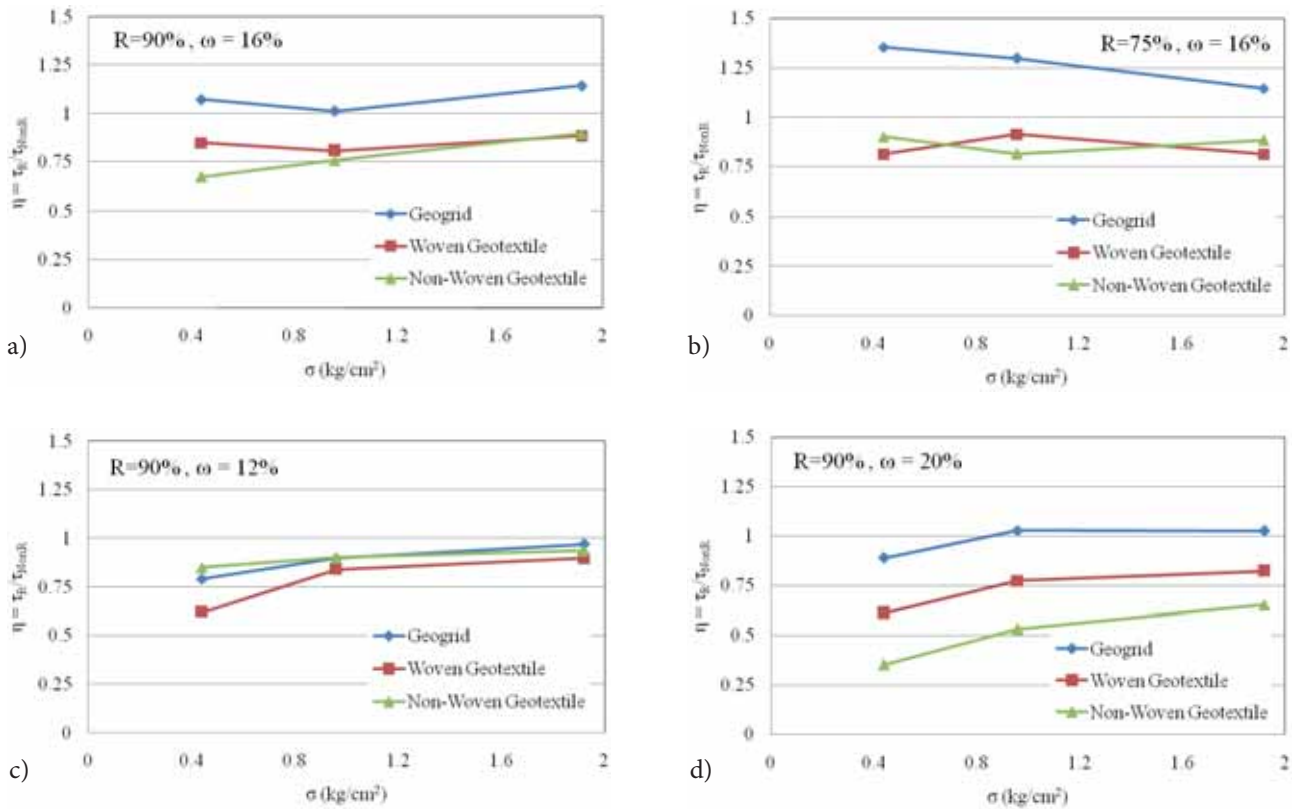 1.5
R=90% , ω = 16%
1.25
1
0.75
0.5
0.25
0
η = τR/τNonR
Geogrid
Woven Geotextile
Non-Woven Geotextile
0 0.4 0.8 1.2 1.6 2
σ (kg/cm²)
a)
1.5
R=75% , ω = 16%
1.25
1
0.75
0.5
0.25
0
η = τR/τNonR
Geogrid
Woven Geotextile
Non-Woven Geotextile
0 0.4 0.8 1.2 1.6 2
σ (kg/cm²)
b)
1.5
R=90% , ω = 12%
1.25
1
0.75
0.5
0.25
0
η = τR/τNonR
Geogrid
Woven Geotextile
Non-Woven Geotextile
0 0.4 0.8 1.2 1.6 2
σ (kg/cm²)
c)
1.5
R=90% , ω = 20%
1.25
1
0.75
0.5
0.25
0
η = τR/τNonR
Geogrid
Woven Geotextile
Non-Woven Geotextile
0 0.4 0.8 1.2 1.6 2
σ (kg/cm²)
d)